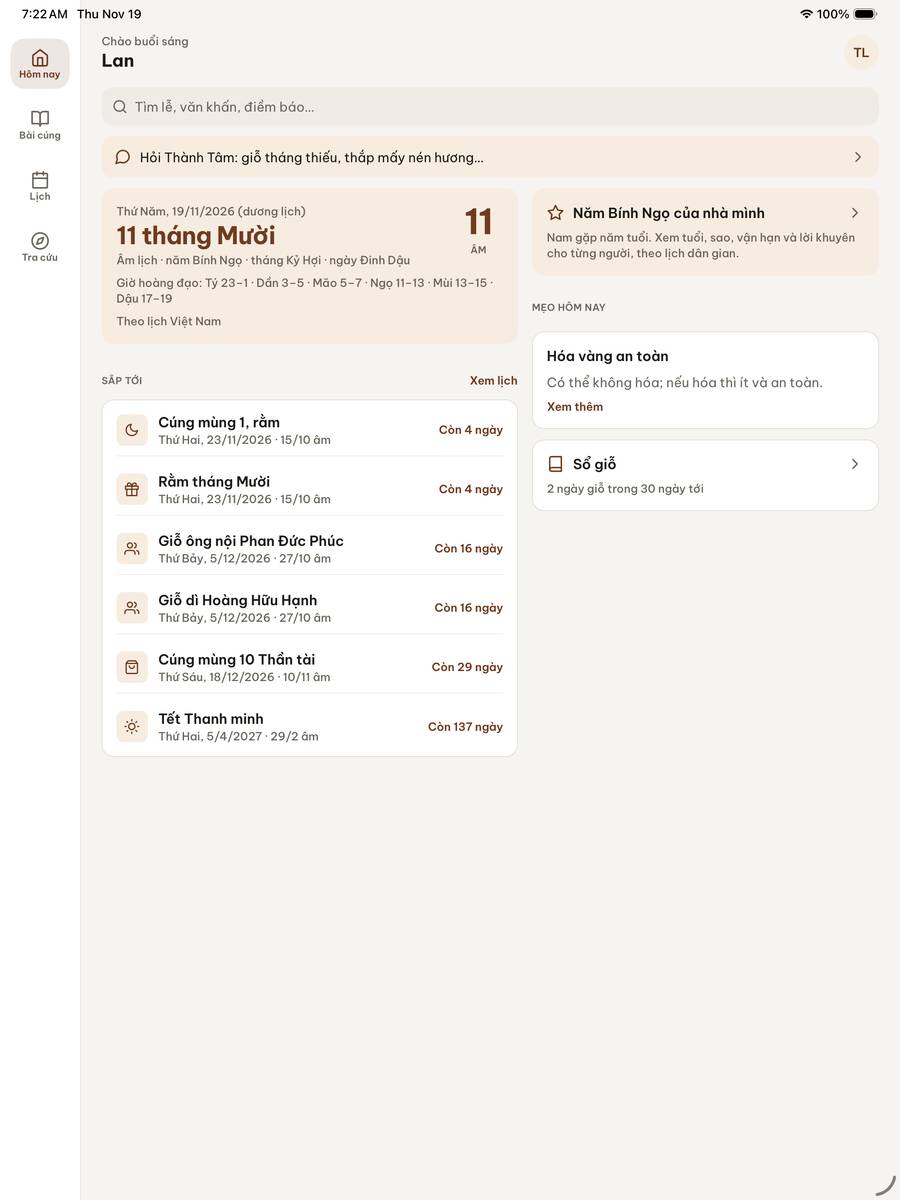 7:22 AM Thu Nov 19
100%
Hôm nay
Bài cúng
Lịch
Tra cứu
Chào buổi sáng
Lan
TL
Tìm lễ, văn khấn, điềm báo...
Hỏi Thành Tâm: giỗ tháng thiếu, thắp mấy nén hương...
Thứ Năm, 19/11/2026 (dương lịch)
11 tháng Mười
11
ÂM
Âm lịch · năm Bính Ngọ · tháng Kỷ Hợi · ngày Đinh Dậu
Giờ hoàng đạo: Tý 23–1 · Dần 3–5 · Mão 5–7 · Ngọ 11–13 · Mùi 13–15 ·
Dậu 17–19
Theo lịch Việt Nam
SẮP TỚI
Xem lịch
Cúng mùng 1, rằm
Thứ Hai, 23/11/2026 · 15/10 âm
Còn 4 ngày
Rằm tháng Mười
Thứ Hai, 23/11/2026 · 15/10 âm
Còn 4 ngày
Giỗ ông nội Phan Đức Phúc
Thứ Bảy, 5/12/2026 · 27/10 âm
Còn 16 ngày
Giỗ dì Hoàng Hữu Hạnh
Thứ Bảy, 5/12/2026 · 27/10 âm
Còn 16 ngày
Cúng mùng 10 Thần tài
Thứ Sáu, 18/12/2026 · 10/11 âm
Còn 29 ngày
Tết Thanh minh
Thứ Hai, 5/4/2027 · 29/2 âm
Còn 137 ngày
Năm Bính Ngọ của nhà mình
Nam gặp năm tuổi. Xem tuổi, sao, vận hạn và lời khuyên
cho từng người, theo lịch dân gian.
MẸO HÔM NAY
Hóa vàng an toàn
Có thể không hóa; nếu hóa thì ít và an toàn.
Xem thêm
Sổ giỗ
2 ngày giỗ trong 30 ngày tới